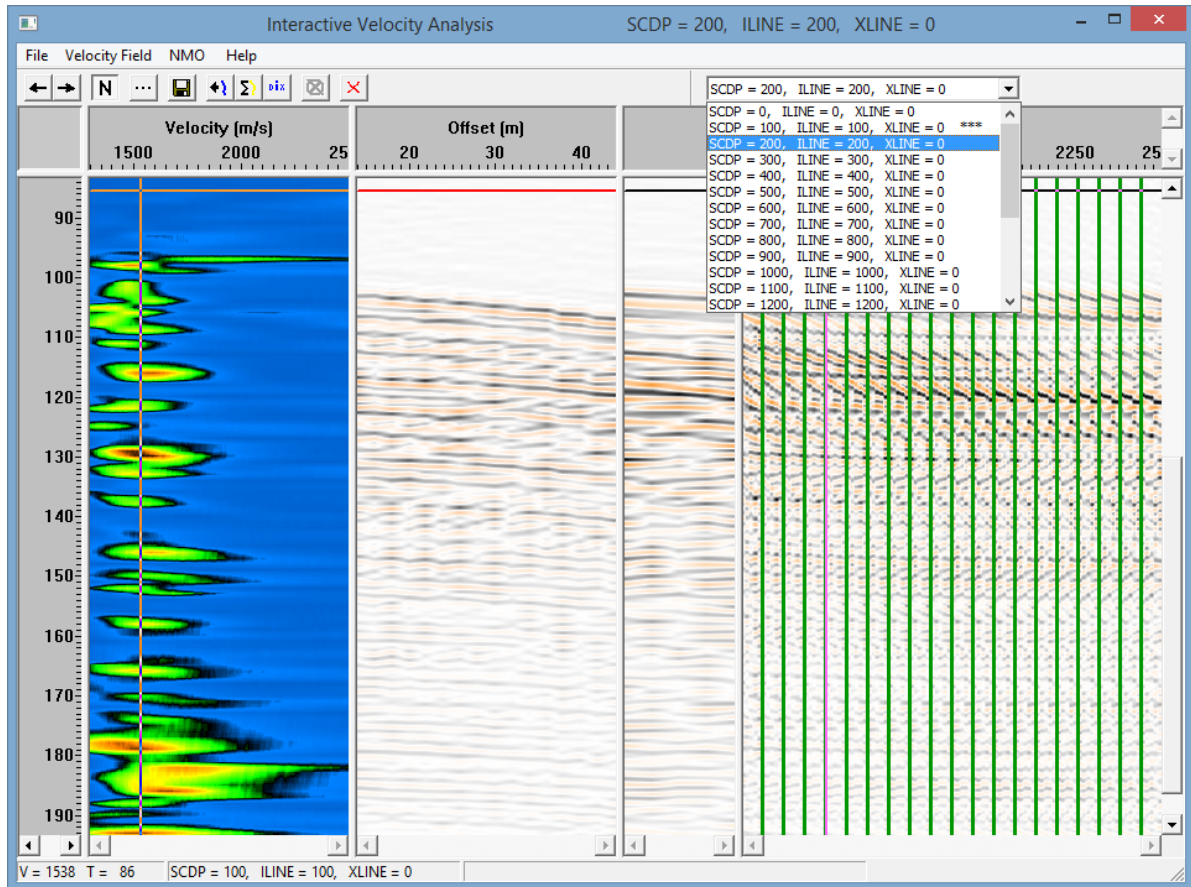 Interactive Velocity Analysis SCDP = 200, ILINE = 200, XLINE = 0
File Velocity Field NMO Help
N ... Σ DIX
SCDP = 200, ILINE = 200, XLINE = 0
SCDP = 0, ILINE = 0, XLINE = 0
SCDP = 100, ILINE = 100, XLINE = 0 ***
SCDP = 200, ILINE = 200, XLINE = 0
SCDP = 300, ILINE = 300, XLINE = 0
SCDP = 400, ILINE = 400, XLINE = 0
SCDP = 500, ILINE = 500, XLINE = 0
SCDP = 600, ILINE = 600, XLINE = 0
SCDP = 700, ILINE = 700, XLINE = 0
SCDP = 800, ILINE = 800, XLINE = 0
SCDP = 900, ILINE = 900, XLINE = 0
SCDP = 1000, ILINE = 1000, XLINE = 0
SCDP = 1100, ILINE = 1100, XLINE = 0
SCDP = 1200, ILINE = 1200, XLINE = 0
Velocity (m/s) Offset (m)
1500 2000 25 20 30 40 2250 25
90
100
110
120
130
140
150
160
170
180
190
V = 1538 T = 86 SCDP = 100, ILINE = 100, XLINE = 0